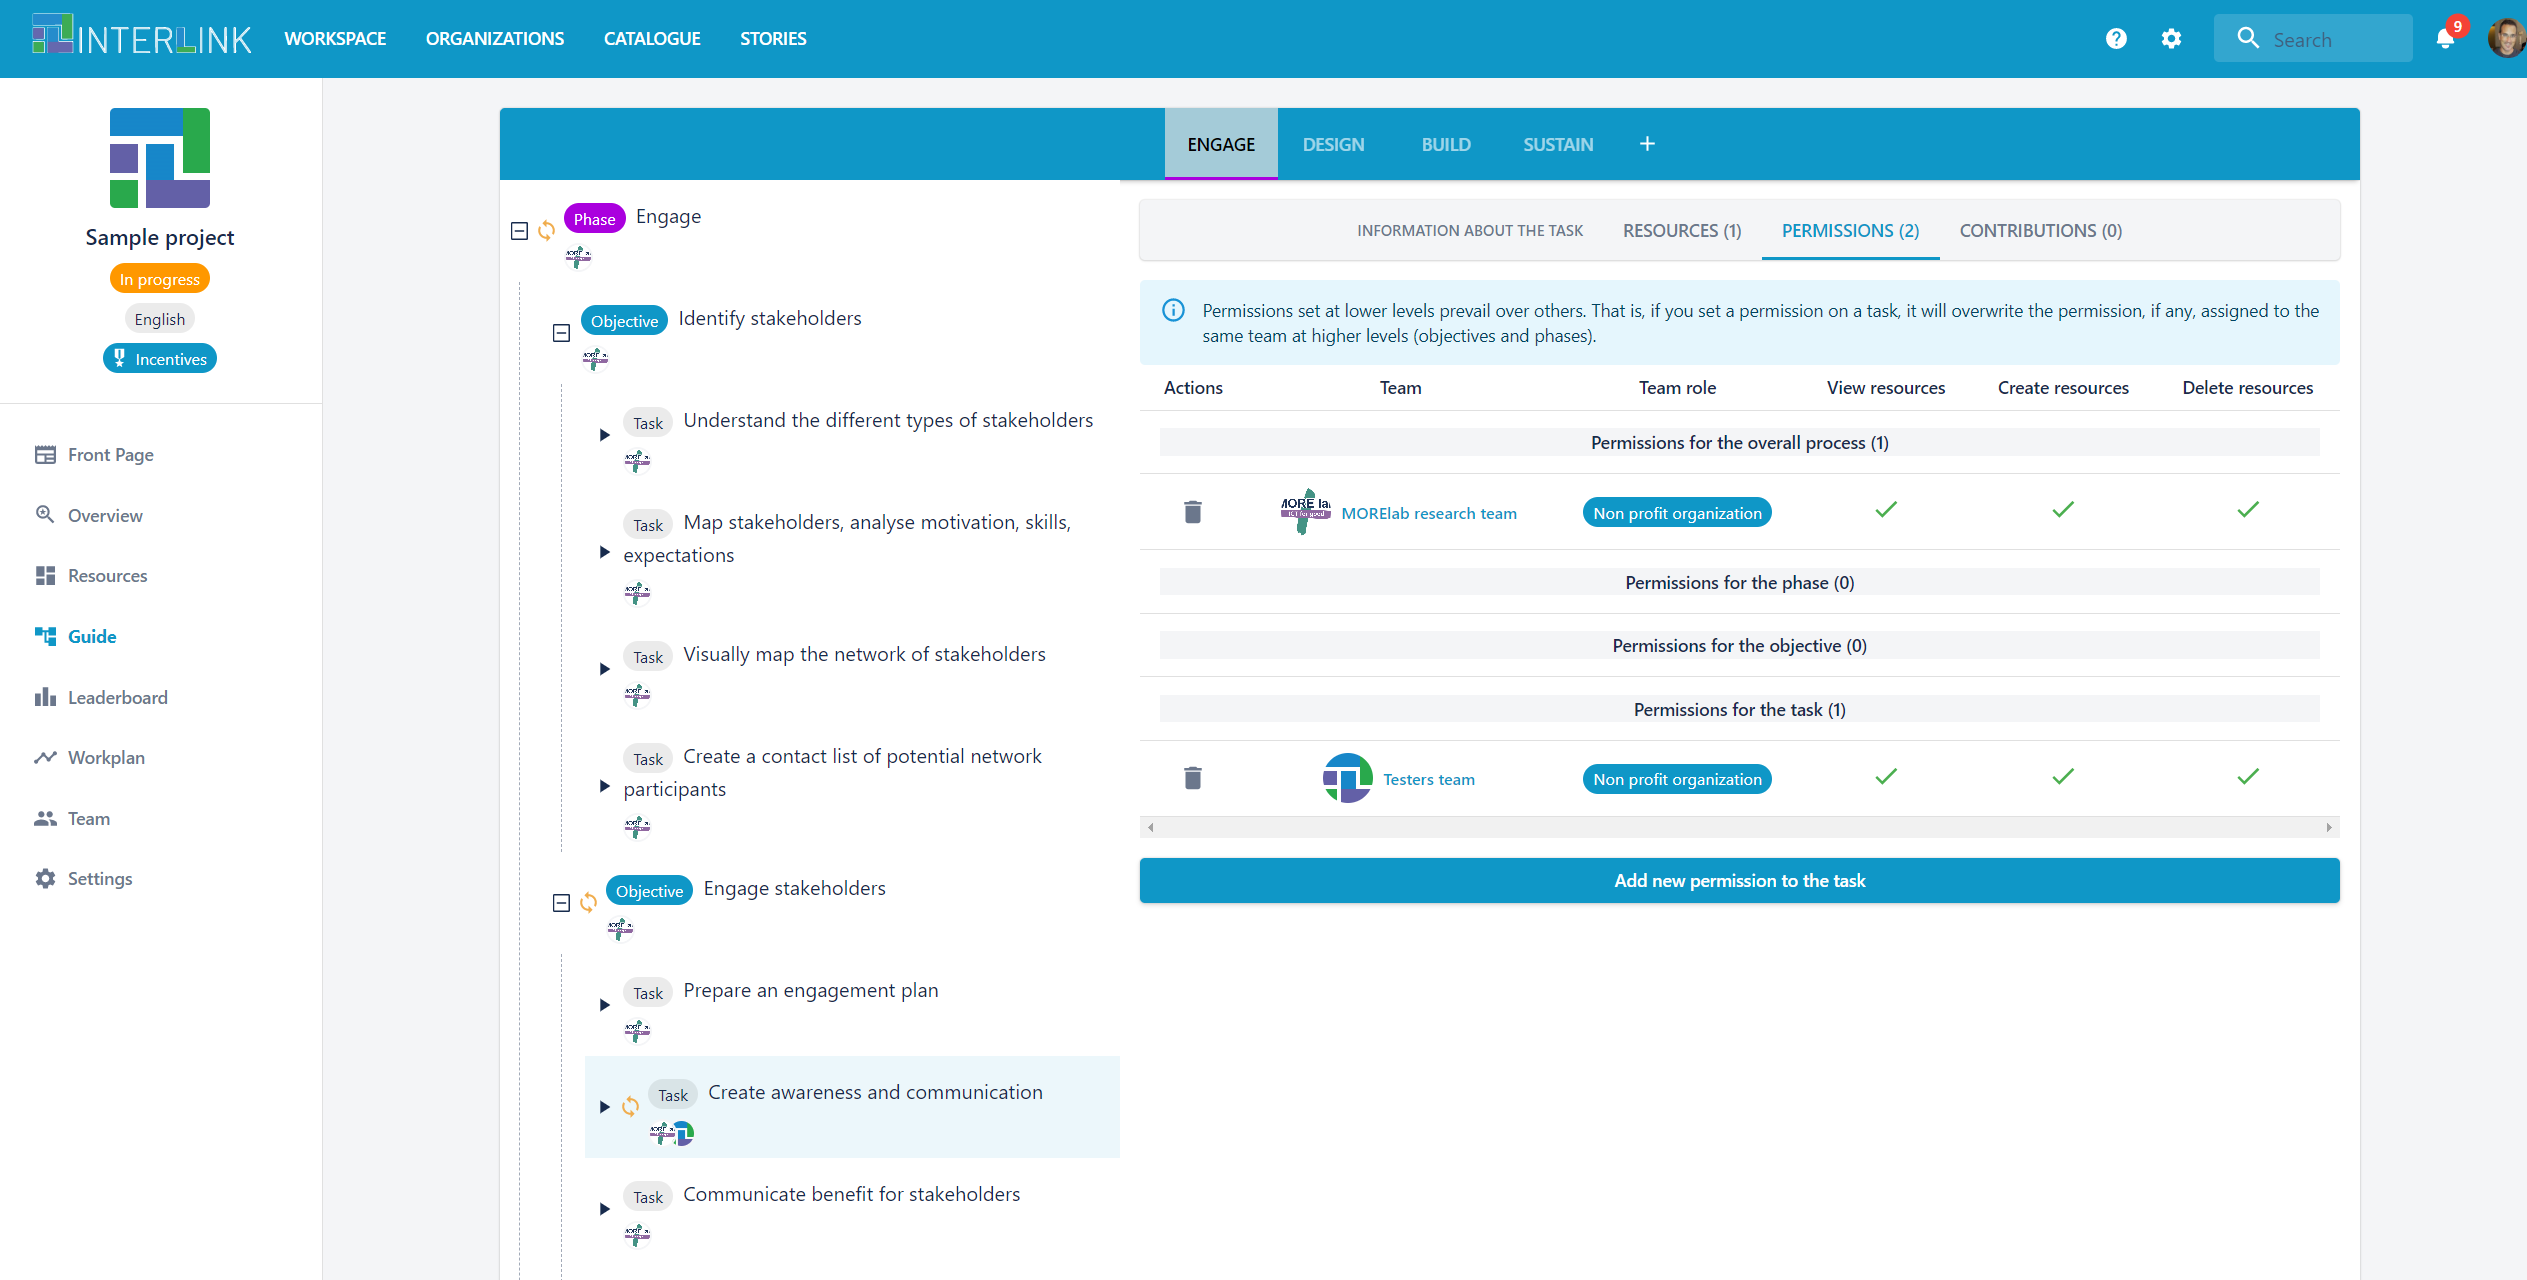 INTERLINK
WORKSPACE
ORGANIZATIONS
CATALOGUE
STORIES
Search
9
Sample project
In progress
English
Incentives
Front Page
Overview
Resources
Guide
Leaderboard
Workplan
Team
Settings
ENGAGE
DESIGN
BUILD
SUSTAIN
+
Phase Engage
Objective Identify stakeholders
Task Understand the different types of stakeholders
Task Map stakeholders, analyse motivation, skills,
expectations
Task Visually map the network of stakeholders
Task Create a contact list of potential network
participants
Objective Engage stakeholders
Task Prepare an engagement plan
Task Create awareness and communication
Task Communicate benefit for stakeholders
INFORMATION ABOUT THE TASK
RESOURCES (1)
PERMISSIONS (2)
CONTRIBUTIONS (0)
Permissions set at lower levels prevail over others. That is, if you set a permission on a task, it will overwrite the permission, if any, assigned to the
same team at higher levels (objectives and phases).
Actions Team Team role View resources Create resources Delete resources
Permissions for the overall process (1)
MORElab research team Non profit organization
Permissions for the phase (0)
Permissions for the objective (0)
Permissions for the task (1)
Testers team Non profit organization
Add new permission to the task